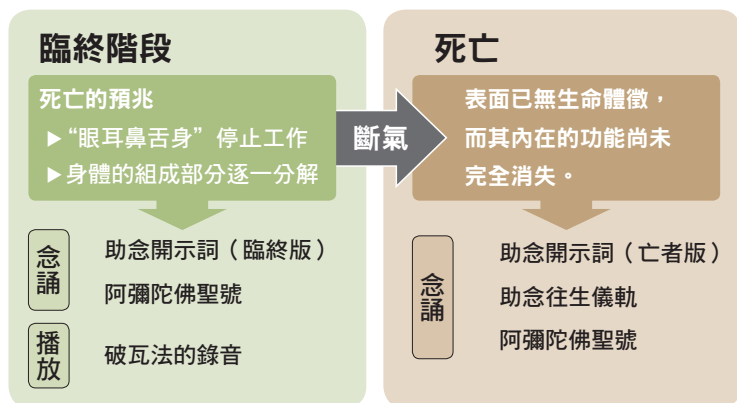 臨終階段
死亡的預兆
▶“眼耳鼻舌身”停止工作
▶身體的組成部分逐一分解
念誦
助念開示詞（臨終版）
阿彌陀佛聖號
播放
破瓦法的錄音
斷氣
死亡
表面已無生命體徵，
而其內在的功能尚未
完全消失。
念誦
助念開示詞（亡者版）
助念往生儀軌
阿彌陀佛聖號